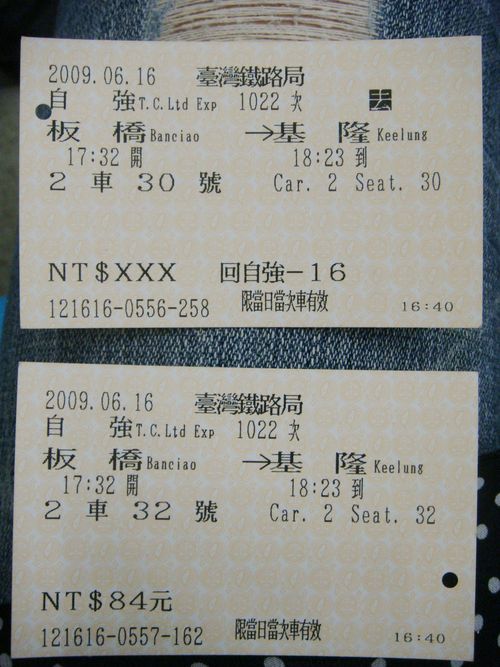 2009.06.16 臺灣鐵路局
自 強 T.C.Ltd Exp 1022 次 去
板 橋 Banciao →基 隆 Keelung
17:32 開 18:23 到
2 車 30 號 Car. 2 Seat. 30
NT$XXX 回自強-16
121616-0556-258 限當日當次車有效 16:40
2009.06.16 臺灣鐵路局
自 強 T.C.Ltd Exp 1022 次
板 橋 Banciao →基 隆 Keelung
17:32 開 18:23 到
2 車 32 號 Car. 2 Seat. 32
NT$84元
121616-0557-162 限當日當次車有效 16:40